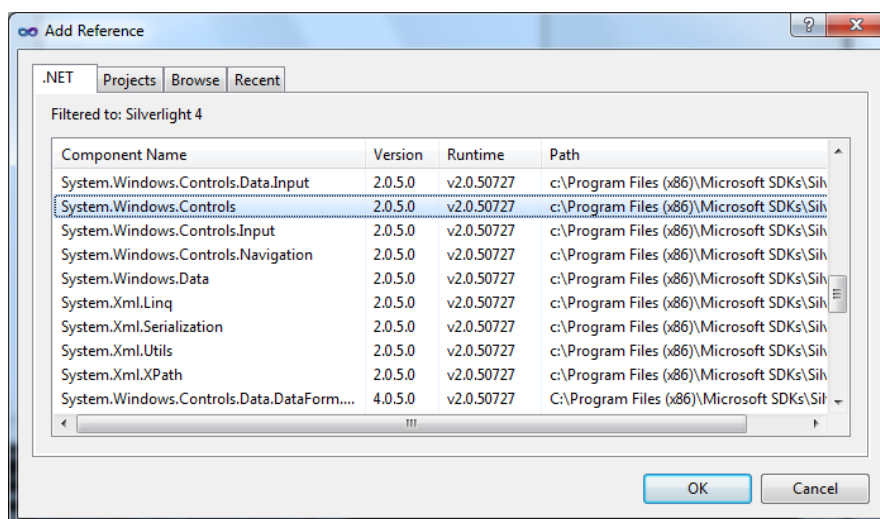 Add Reference
.NET Projects Browse Recent
Filtered to: Silverlight 4
Component Name Version Runtime Path
System.Windows.Controls.Data.Input 2.0.5.0 v2.0.50727 c:\Program Files (x86)\Microsoft SDKs\Silv
System.Windows.Controls 2.0.5.0 v2.0.50727 c:\Program Files (x86)\Microsoft SDKs\Silv
System.Windows.Controls.Input 2.0.5.0 v2.0.50727 c:\Program Files (x86)\Microsoft SDKs\Silv
System.Windows.Controls.Navigation 2.0.5.0 v2.0.50727 c:\Program Files (x86)\Microsoft SDKs\Silv
System.Windows.Data 2.0.5.0 v2.0.50727 c:\Program Files (x86)\Microsoft SDKs\Silv
System.Xml.Linq 2.0.5.0 v2.0.50727 c:\Program Files (x86)\Microsoft SDKs\Silv
System.Xml.Serialization 2.0.5.0 v2.0.50727 c:\Program Files (x86)\Microsoft SDKs\Silv
System.Xml.Utils 2.0.5.0 v2.0.50727 c:\Program Files (x86)\Microsoft SDKs\Silv
System.Xml.XPath 2.0.5.0 v2.0.50727 c:\Program Files (x86)\Microsoft SDKs\Silv
System.Windows.Controls.Data.DataForm.... 4.0.5.0 v2.0.50727 C:\Program Files (x86)\Microsoft SDKs\Silv
OK Cancel